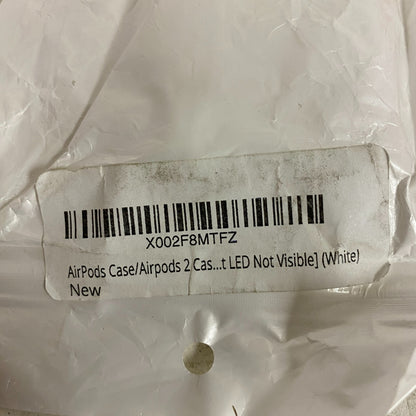 X002F8MTFZ
AirPods Case/Airpods 2 Cas...t LED Not Visible] (White)
New